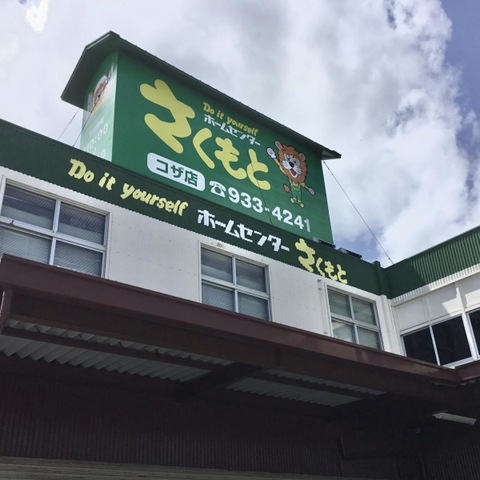 Do it yourself
ホームセンター
さくもと
コザ店
☎933-4241
Do it yourself ホームセンター さくもと